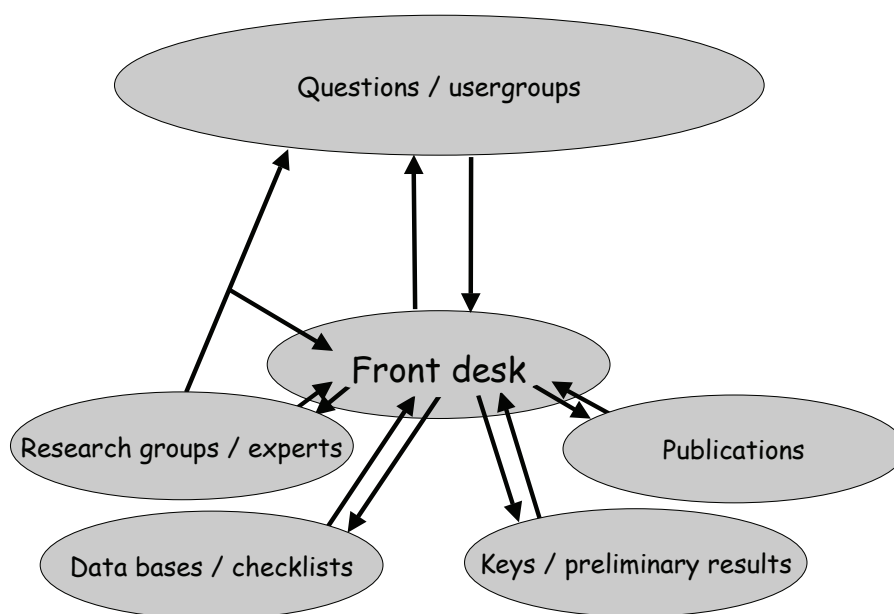 Questions / usergroups
Front desk
Research groups / experts
Publications
Data bases / checklists
Keys / preliminary results